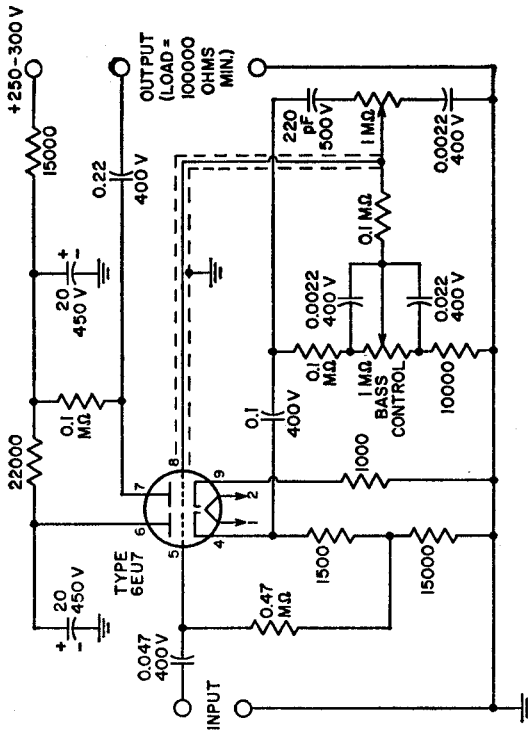 +250-300 V
15000
20
450 V
+
-
0.22
400 V
OUTPUT
(LOAD =
100000
OHMS
MIN.)
22000
0.1
MΩ
20
450 V
+
-
TYPE
6EU7
5
6
7
8
9
4
1
2
0.047
400 V
INPUT
0.47
MΩ
1500
15000
1000
0.1
400 V
0.1
MΩ
1 MΩ
BASS
CONTROL
10000
0.0022
400 V
0.022
400 V
0.1 MΩ
220
pF
500 V
1 MΩ
0.0022
400 V